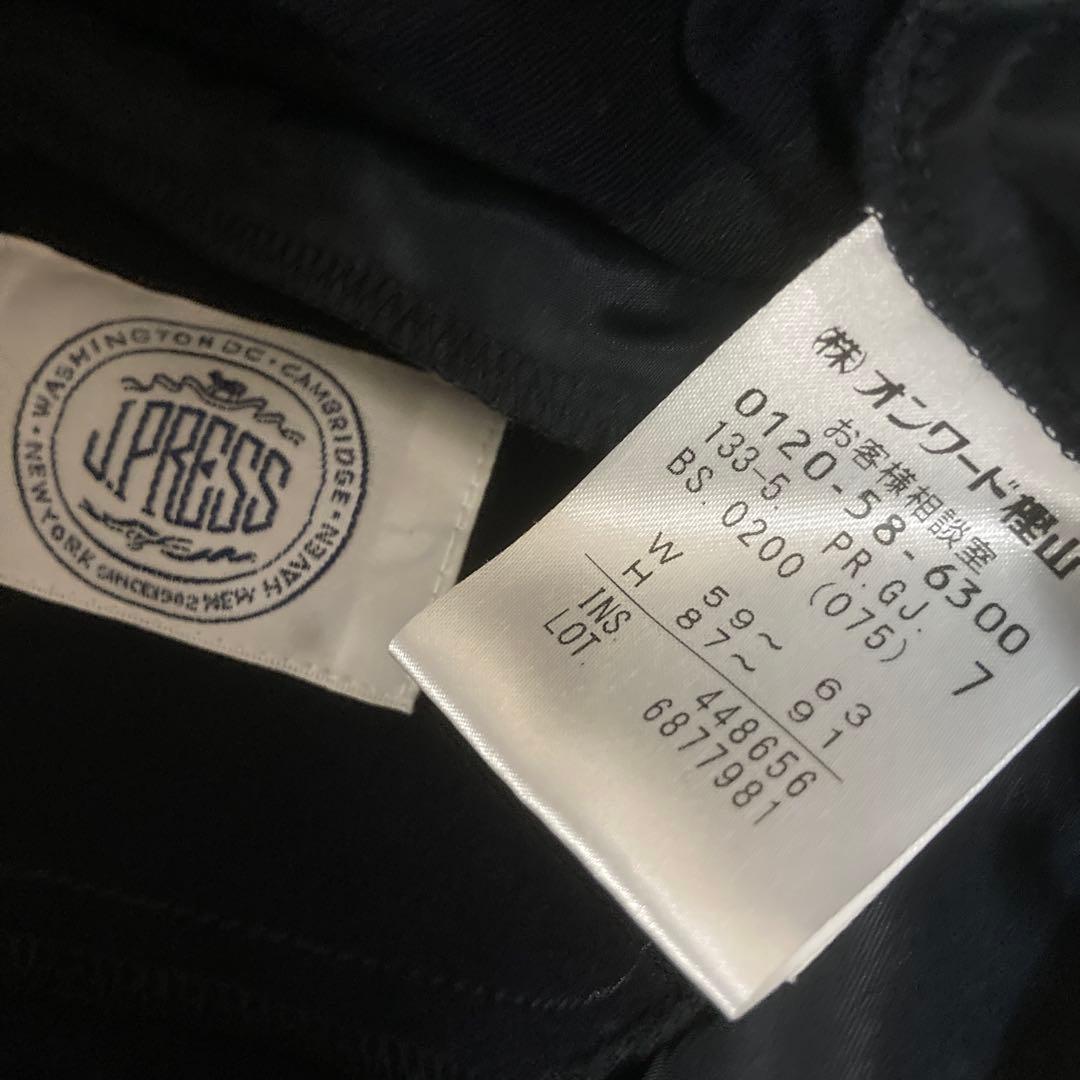 WASHINGTON DC · CAMBRIDGE · NEW HAVEN · NEW YORK
J.PRESS
SINCE 1902
(株)オンワード樫山
お客様相談室
0120-58-6300
133-5. PR.GJ. 7
BS.0200 (075)
W 59~ 63
H 87~ 91
INS. 448656
LOT. 6877981